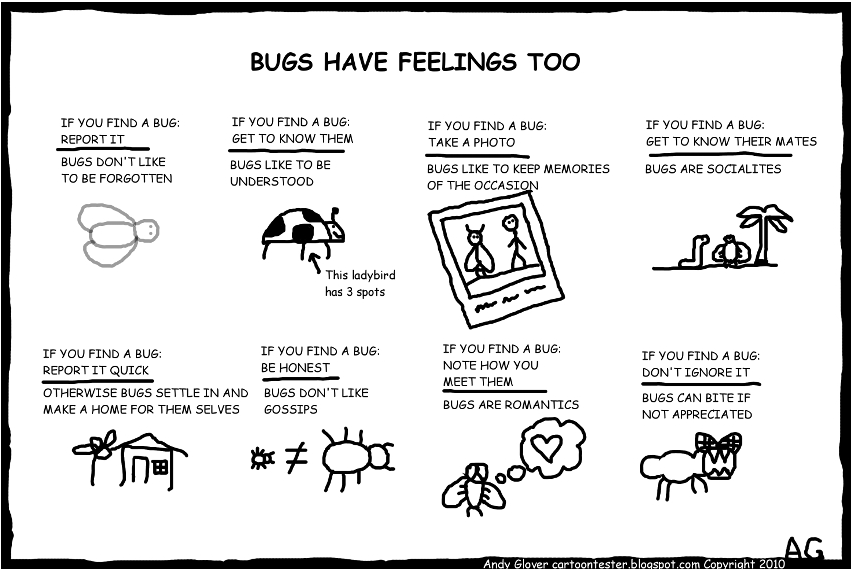 BUGS HAVE FEELINGS TOO
IF YOU FIND A BUG:
REPORT IT
BUGS DON'T LIKE
TO BE FORGOTTEN
IF YOU FIND A BUG:
GET TO KNOW THEM
BUGS LIKE TO BE
UNDERSTOOD
This ladybird
has 3 spots
IF YOU FIND A BUG:
TAKE A PHOTO
BUGS LIKE TO KEEP MEMORIES
OF THE OCCASION
IF YOU FIND A BUG:
GET TO KNOW THEIR MATES
BUGS ARE SOCIALITES
IF YOU FIND A BUG:
REPORT IT QUICK
OTHERWISE BUGS SETTLE IN AND
MAKE A HOME FOR THEM SELVES
IF YOU FIND A BUG:
BE HONEST
BUGS DON'T LIKE
GOSSIPS
≠
IF YOU FIND A BUG:
NOTE HOW YOU
MEET THEM
BUGS ARE ROMANTICS
IF YOU FIND A BUG:
DON'T IGNORE IT
BUGS CAN BITE IF
NOT APPRECIATED
AG
Andy Glover cartoontester.blogspot.com Copyright 2010